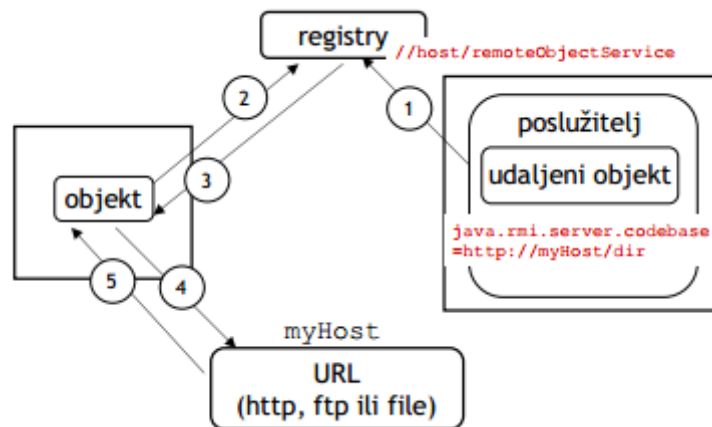 registry
//host/remoteObjectService
2
1
poslužitelj
udaljeni objekt
3
objekt
java.rmi.server.codebase
=http://myHost/dir
5
4
myHost
URL
(http, ftp ili file)